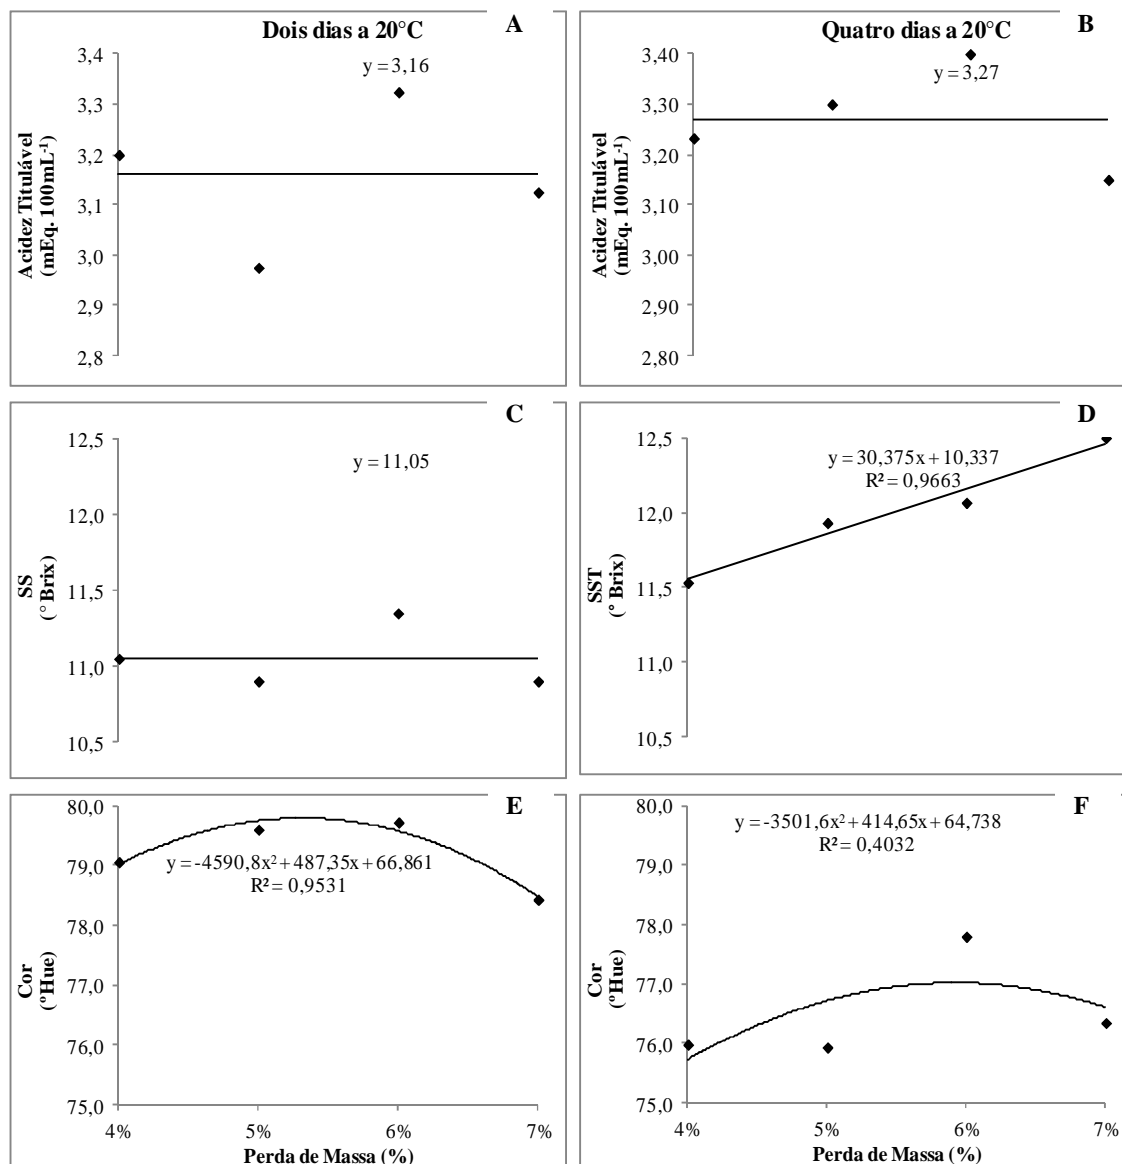 Dois dias a 20°C
A
y = 3,16
3,4
3,3
3,2
3,1
3,0
2,9
2,8
Acidez Titulável
(mEq. 100mL⁻¹)
Quatro dias a 20°C
B
y = 3,27
3,40
3,30
3,20
3,10
3,00
2,90
2,80
Acidez Titulável
(mEq. 100mL⁻¹)
C
y = 11,05
12,5
12,0
11,5
11,0
10,5
SS
(° Brix)
D
y = 30,375x + 10,337
R² = 0,9663
12,5
12,0
11,5
11,0
10,5
SST
(° Brix)
E
y = -4590,8x² + 487,35x + 66,861
R² = 0,9531
80,0
79,0
78,0
77,0
76,0
75,0
Cor
(°Hue)
4% 5% 6% 7%
Perda de Massa (%)
F
y = -3501,6x² + 414,65x + 64,738
R² = 0,4032
80,0
79,0
78,0
77,0
76,0
75,0
Cor
(°Hue)
4% 5% 6% 7%
Perda de Massa (%)